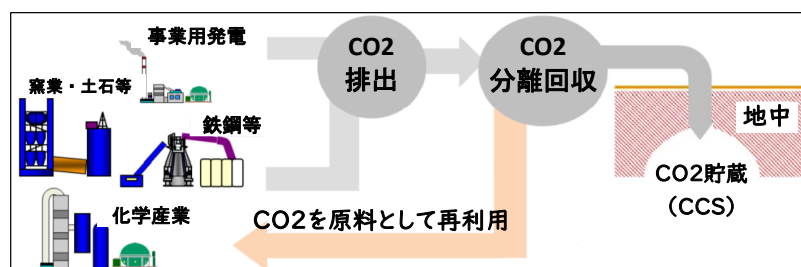 事業用発電
窯業・土石等
鉄鋼等
化学産業
CO2
排出
CO2
分離回収
地中
CO2貯蔵
(CCS)
CO2を原料として再利用